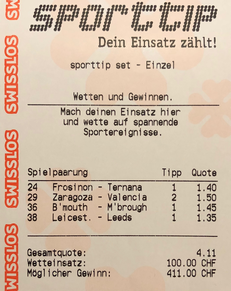 sporttip
Dein Einsatz zählt!
sporttip set - Einzel
Wetten und Gewinnen.
Mach deinen Einsatz hier
und wette auf spannende
Sportereignisse.
Spielpaarung Tipp Quote
24 Frosinon - Ternana 1 1.40
29 Zaragoza - Valencia 2 1.50
36 B'mouth - M'brough 1 1.45
38 Leicest. - Leeds 1 1.35
Gesamtquote: 4.11
Wetteinsatz: 100.00 CHF
Möglicher Gewinn: 411.00 CHF
SWISSLOS
SWISSLOS
SWISSLOS